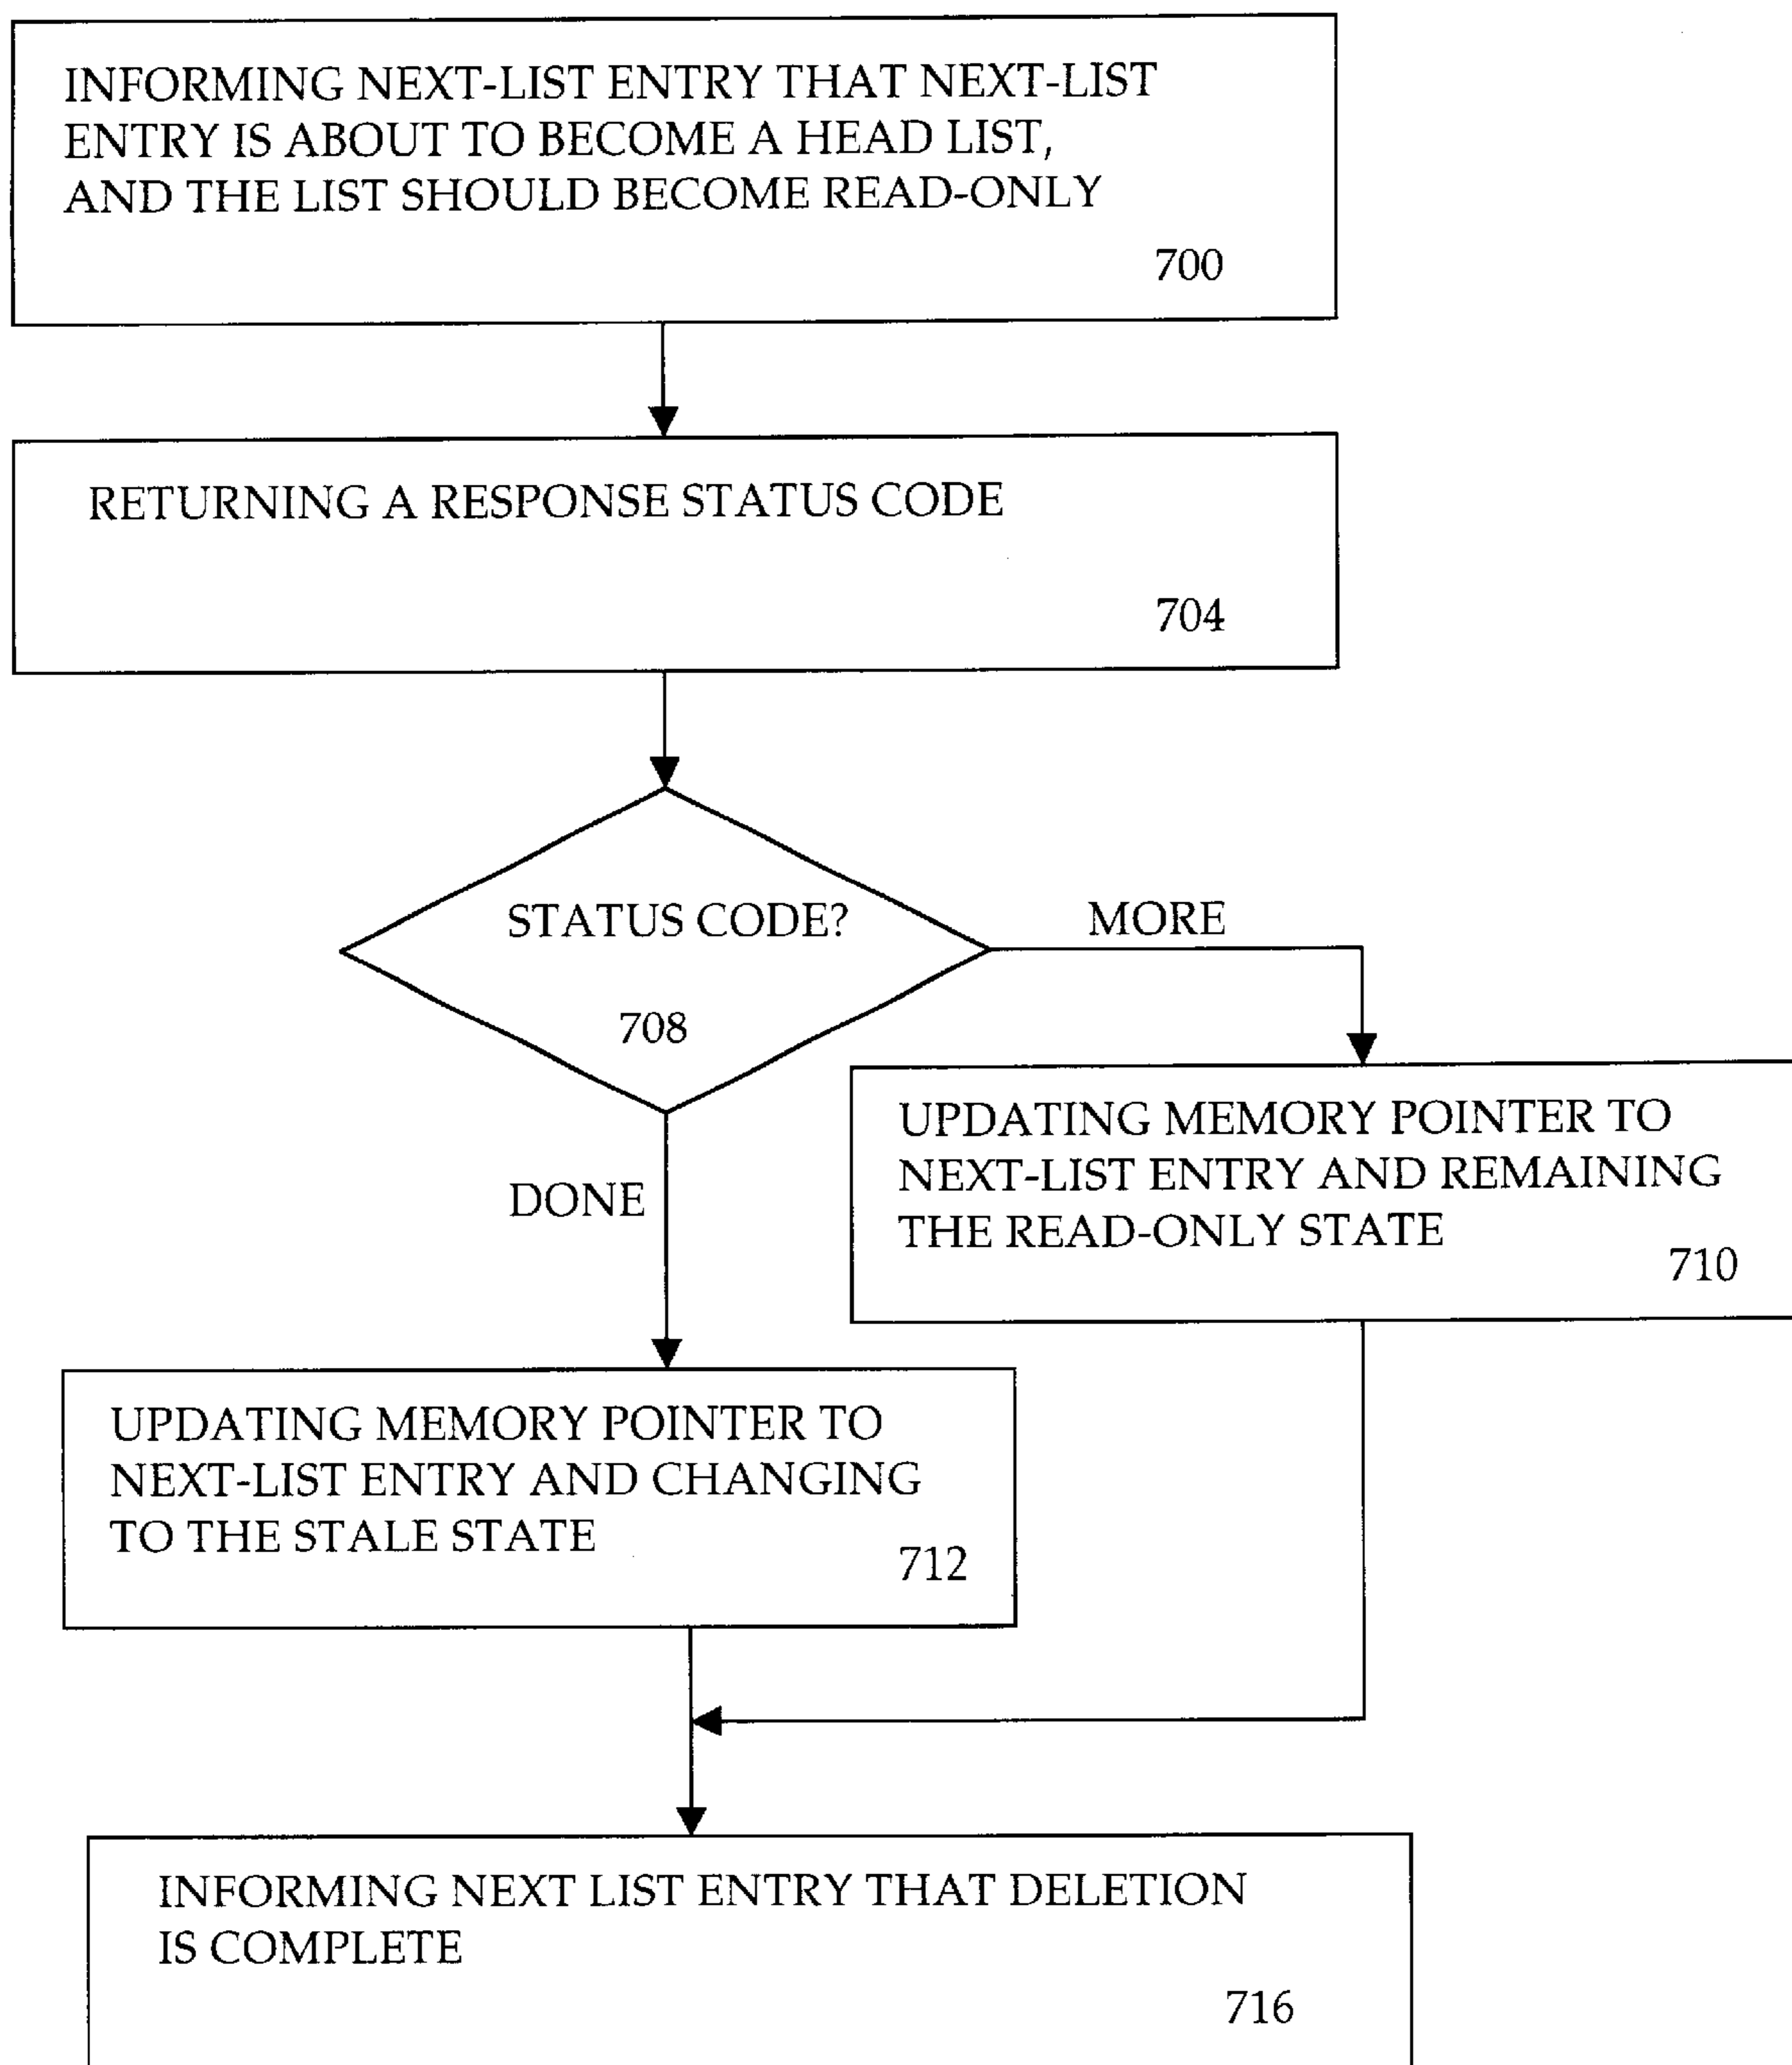 INFORMING NEXT-LIST ENTRY THAT NEXT-LIST
ENTRY IS ABOUT TO BECOME A HEAD LIST,
AND THE LIST SHOULD BECOME READ-ONLY
700
RETURNING A RESPONSE STATUS CODE
704
STATUS CODE?
708
MORE
DONE
UPDATING MEMORY POINTER TO
NEXT-LIST ENTRY AND REMAINING
THE READ-ONLY STATE
710
UPDATING MEMORY POINTER TO
NEXT-LIST ENTRY AND CHANGING
TO THE STALE STATE
712
INFORMING NEXT LIST ENTRY THAT DELETION
IS COMPLETE
716